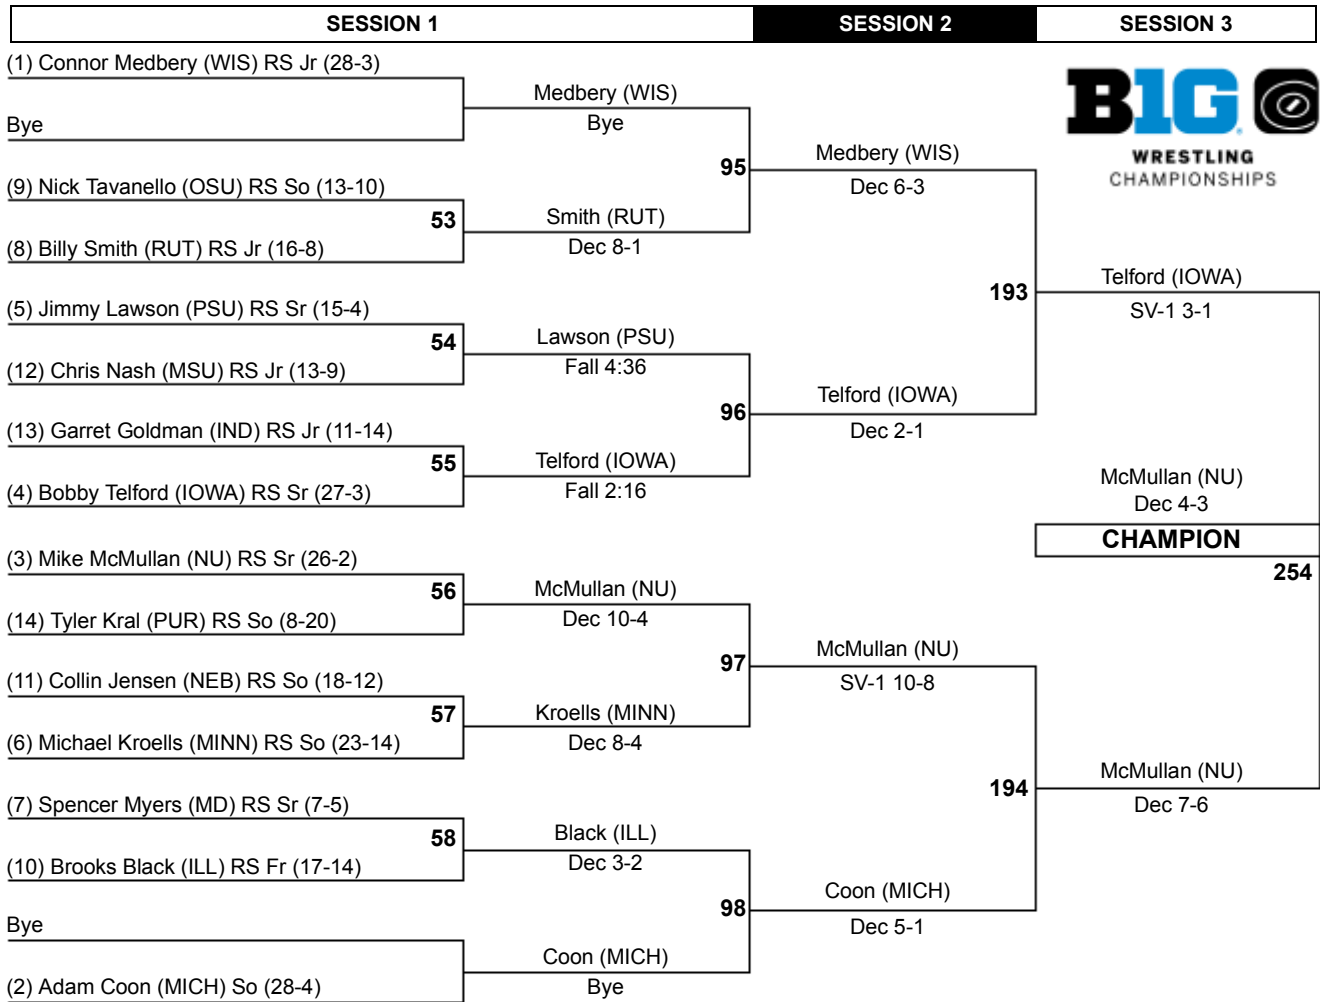 SESSION 1
SESSION 2
SESSION 3
(1) Connor Medbery (WIS) RS Jr (28-3)
Bye
(9) Nick Tavanello (OSU) RS So (13-10)
53
(8) Billy Smith (RUT) RS Jr (16-8)
(5) Jimmy Lawson (PSU) RS Sr (15-4)
54
(12) Chris Nash (MSU) RS Jr (13-9)
(13) Garret Goldman (IND) RS Jr (11-14)
55
(4) Bobby Telford (IOWA) RS Sr (27-3)
(3) Mike McMullan (NU) RS Sr (26-2)
56
(14) Tyler Kral (PUR) RS So (8-20)
(11) Collin Jensen (NEB) RS So (18-12)
57
(6) Michael Kroells (MINN) RS So (23-14)
(7) Spencer Myers (MD) RS Sr (7-5)
58
(10) Brooks Black (ILL) RS Fr (17-14)
Bye
(2) Adam Coon (MICH) So (28-4)
Medbery (WIS)
Bye
95
Smith (RUT)
Dec 8-1
Lawson (PSU)
Fall 4:36
96
Telford (IOWA)
Fall 2:16
McMullan (NU)
Dec 10-4
97
Kroells (MINN)
Dec 8-4
Black (ILL)
Dec 3-2
98
Coon (MICH)
Bye
Medbery (WIS)
Dec 6-3
193
Telford (IOWA)
Dec 2-1
McMullan (NU)
SV-1 10-8
194
Coon (MICH)
Dec 5-1
B1G
WRESTLING
CHAMPIONSHIPS
Telford (IOWA)
SV-1 3-1
McMullan (NU)
Dec 4-3
CHAMPION
254
McMullan (NU)
Dec 7-6